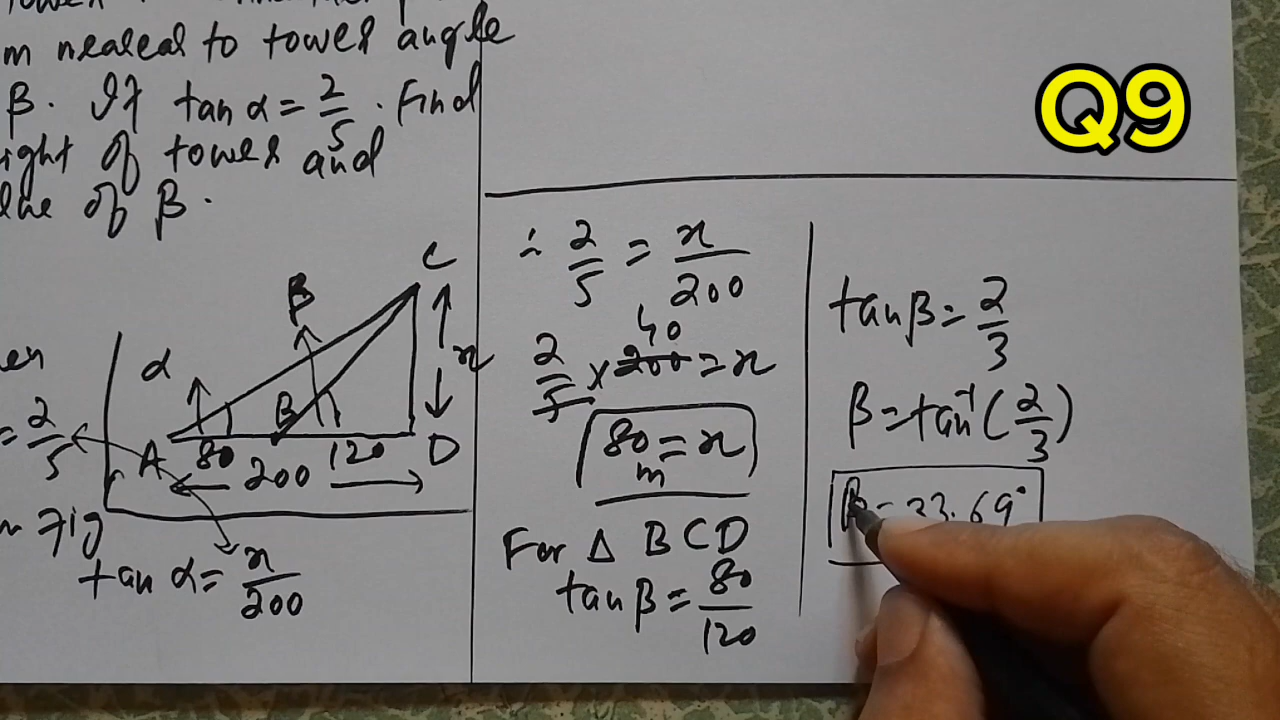 m neareal to tower angle
β. If tan α = 2/5. Find
ight of tower and
lue of β.
Q9
= 2/5
α
β
C
x
A 80 B 120 D
200
n fig
tan α = x/200
∴ 2/5 = x/200
2/5 × 200 = x
40
80 = x
m
For Δ BCD
tan β = 80/120
tan β = 2/3
β = tan⁻¹(2/3)
β = 33.69°